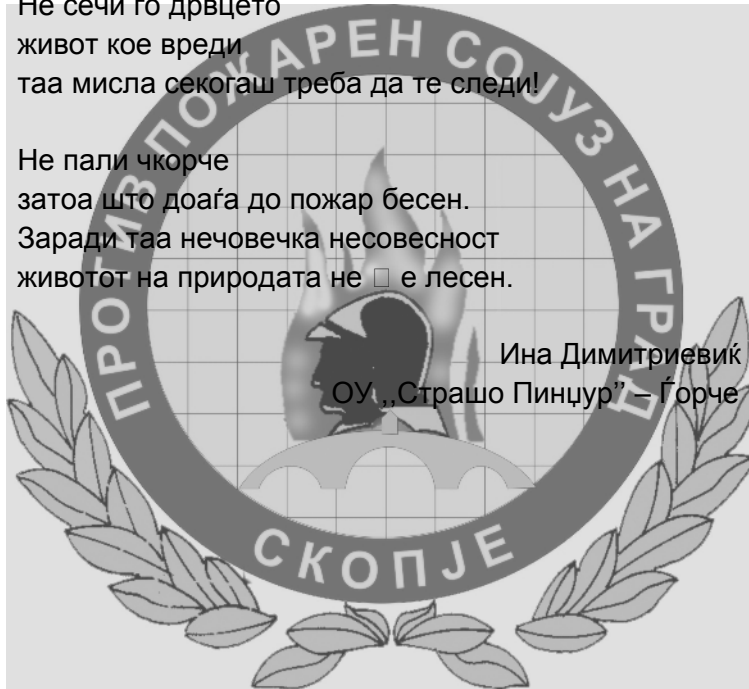 Не сечи го дрвцето
живот кое вреди
таа мисла секогаш треба да те следи!
Не пали чкорче
затоа што доаѓа до пожар бесен.
Заради таа нечовечка несовесност
животот на природата не □ е лесен.
Ина Димитриевиќ
ОУ ,,Страшо Пинџур’’ – Ѓорче
ПРОТИВПОЖАРЕН СОЈУЗ НА ГРАД
СКОПЈЕ